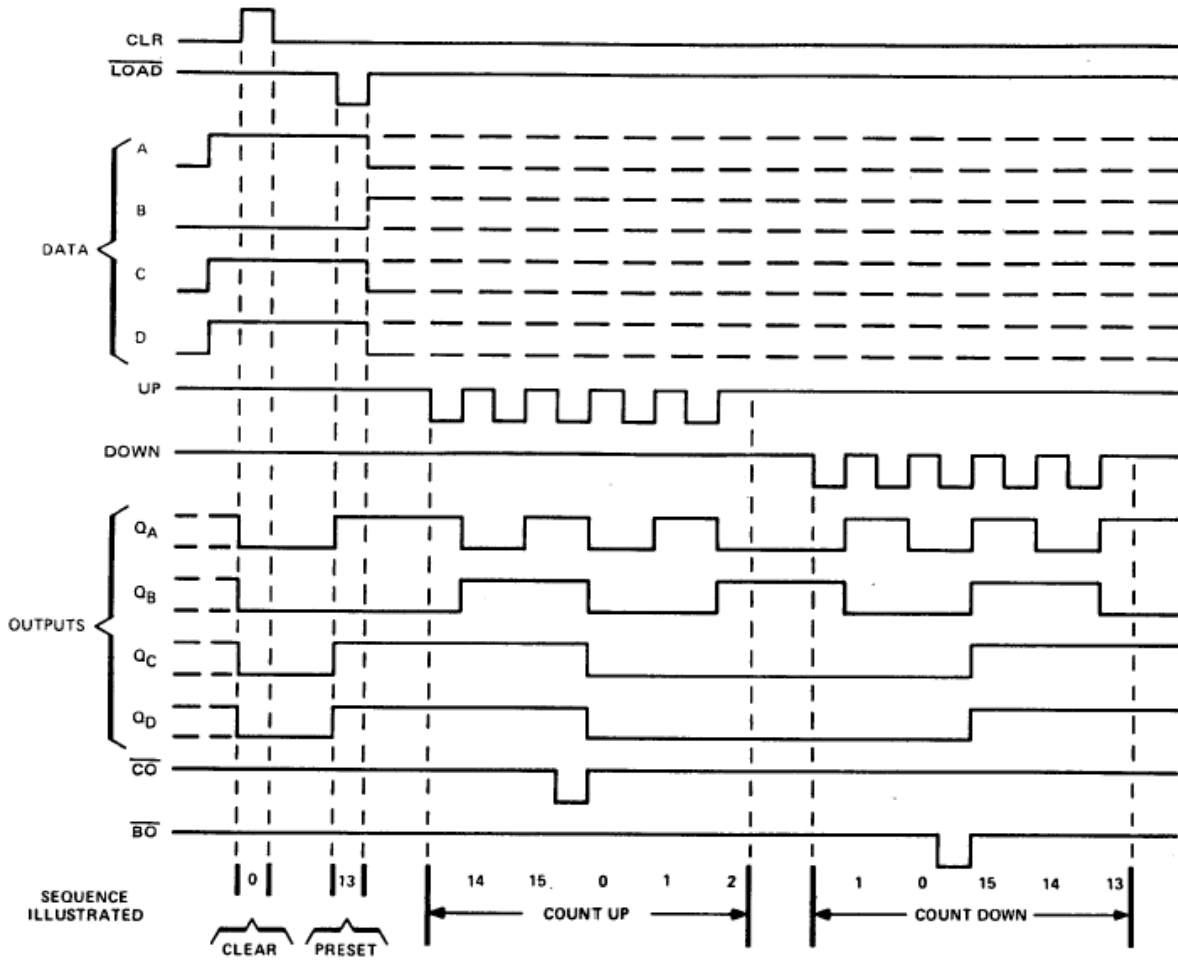 CLR
LOAD
A
B
DATA
C
D
UP
DOWN
QA
QB
OUTPUTS
QC
QD
CO
BO
SEQUENCE ILLUSTRATED
0 13 14 15 0 1 2 1 0 15 14 13
COUNT UP COUNT DOWN
CLEAR PRESET